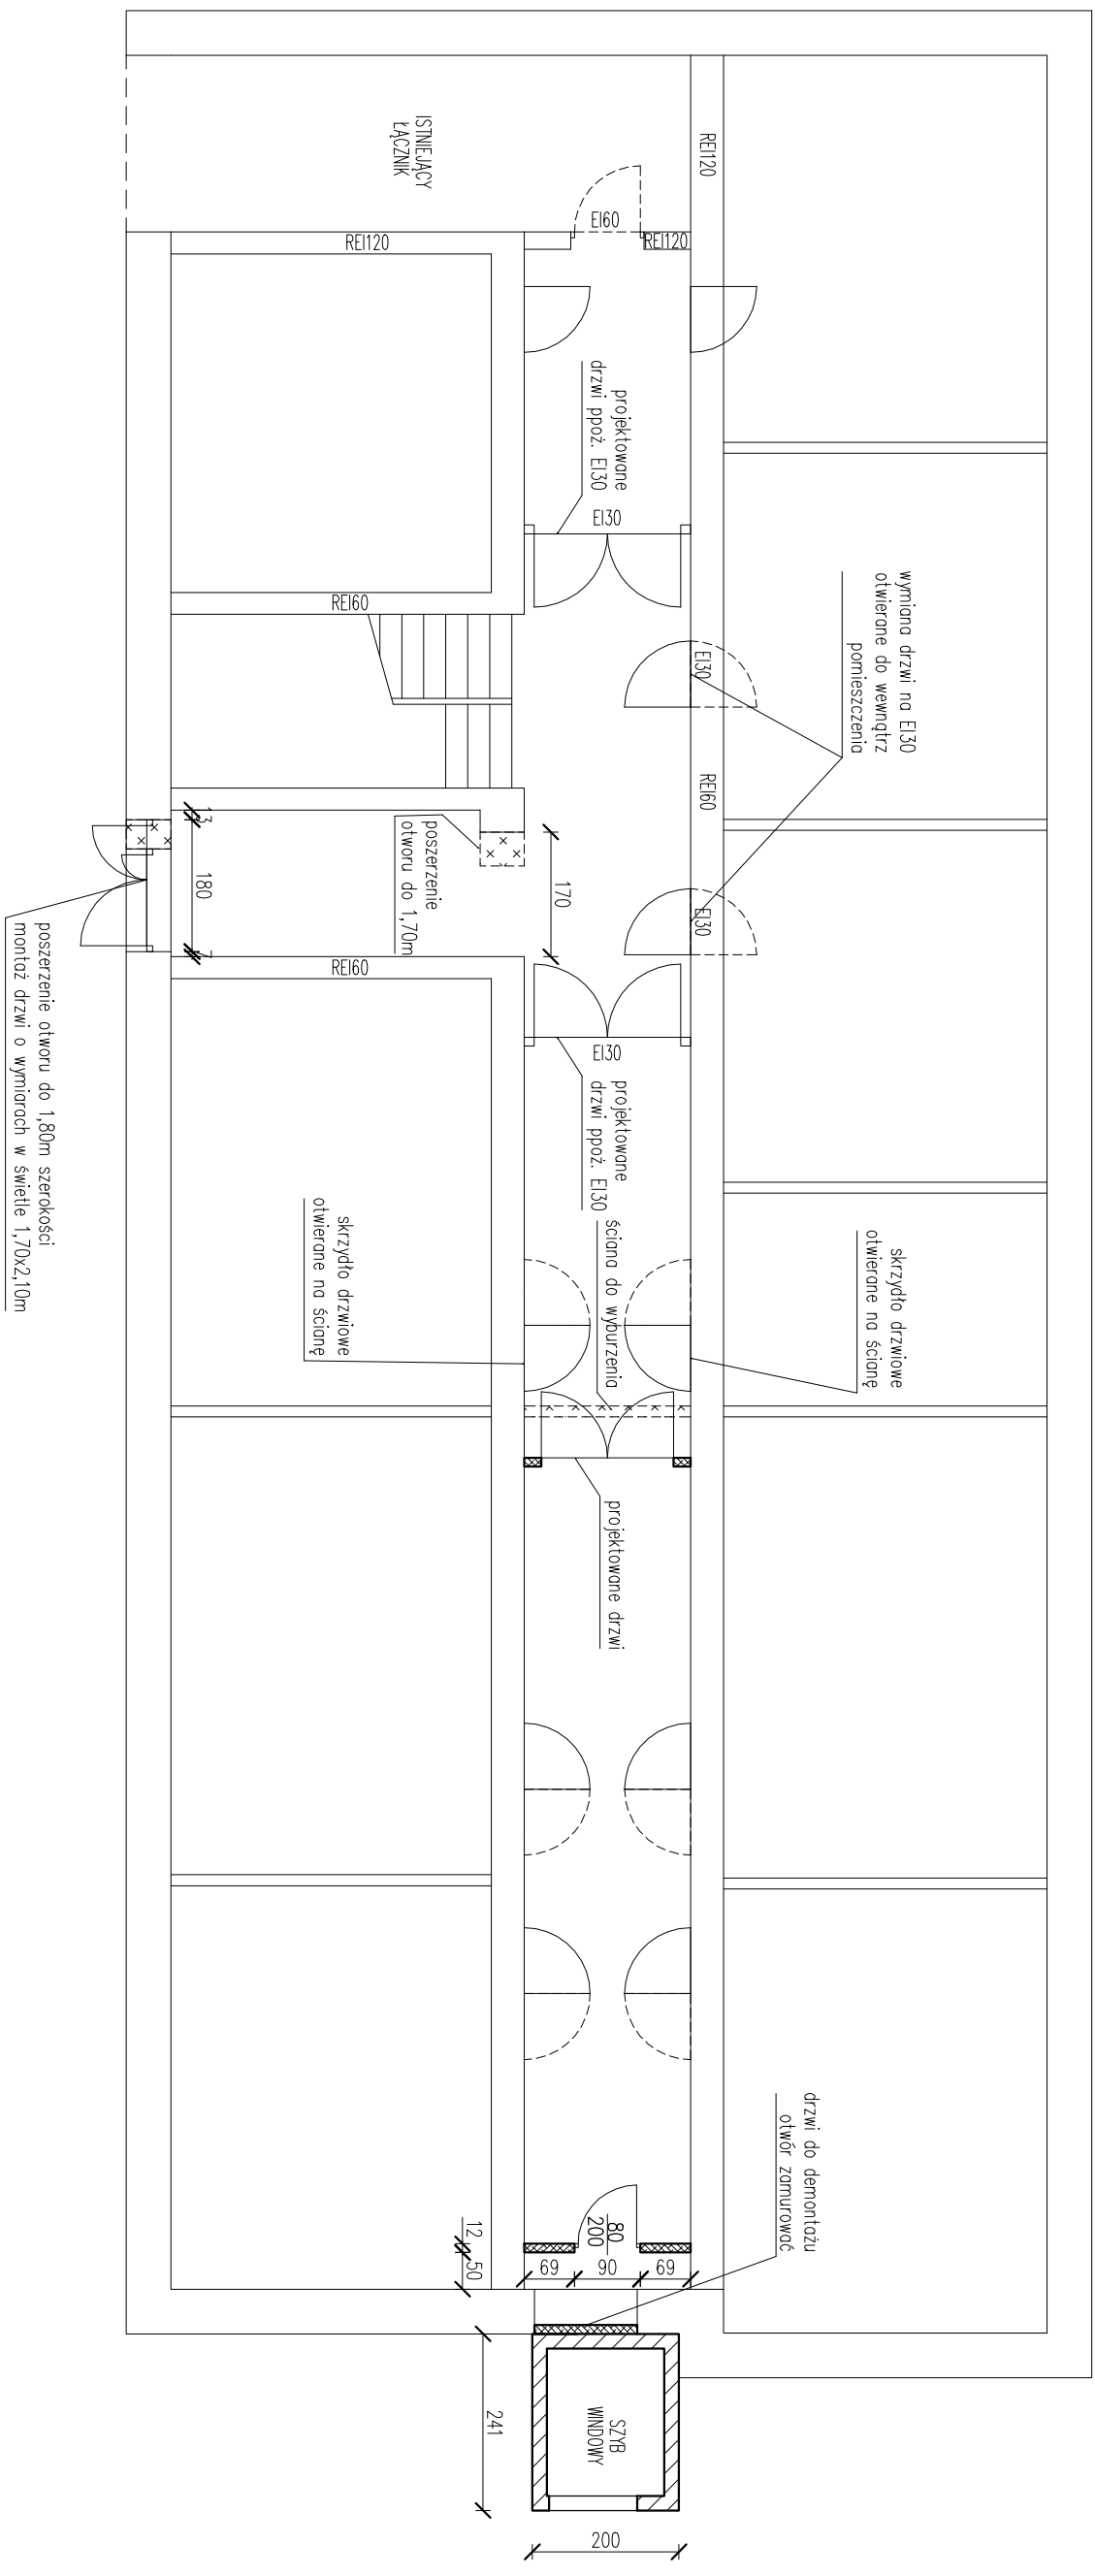 ISTNIEJĄCY
ŁĄCZNIK
REI120
EI60
REI120
REI120
projektowane
drzwi ppoż. EI30
EI30
REI60
wymiana drzwi na EI30
otwierane do wewnątrz
pomieszczenia
EI30
REI60
EI30
poszerzenie
otworu do 1,70m
170
13
180
7
REI60
poszerzenie otworu do 1,80m szerokości
montaż drzwi o wymiarach w świetle 1,70x2,10m
EI30
projektowane
drzwi ppoż. EI30
ściana do wyburzenia
skrzydło drzwiowe
otwierane na ścianę
skrzydło drzwiowe
otwierane na ścianę
projektowane drzwi
drzwi do demontażu
otwór zamurować
80
200
69
90
69
12
50
241
SZYB
WINDOWY
200